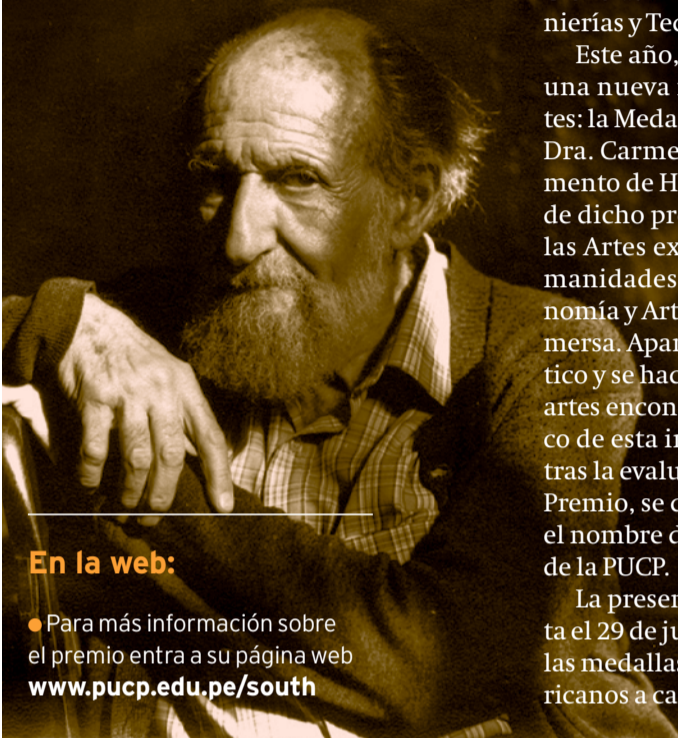 En la web:
● Para más información sobre
el premio entra a su página web
www.pucp.edu.pe/south
nierías y Tec
Este año,
una nueva
tes: la Meda
Dra. Carme
mento de H
de dicho pr
las Artes ex
manidades
nomía y Art
mersa. Apar
tico y se hac
artes encon
co de esta i
tras la evalu
Premio, se
el nombre d
de la PUCP.
La presen
ta el 29 de ju
las medallas
ricanos a ca